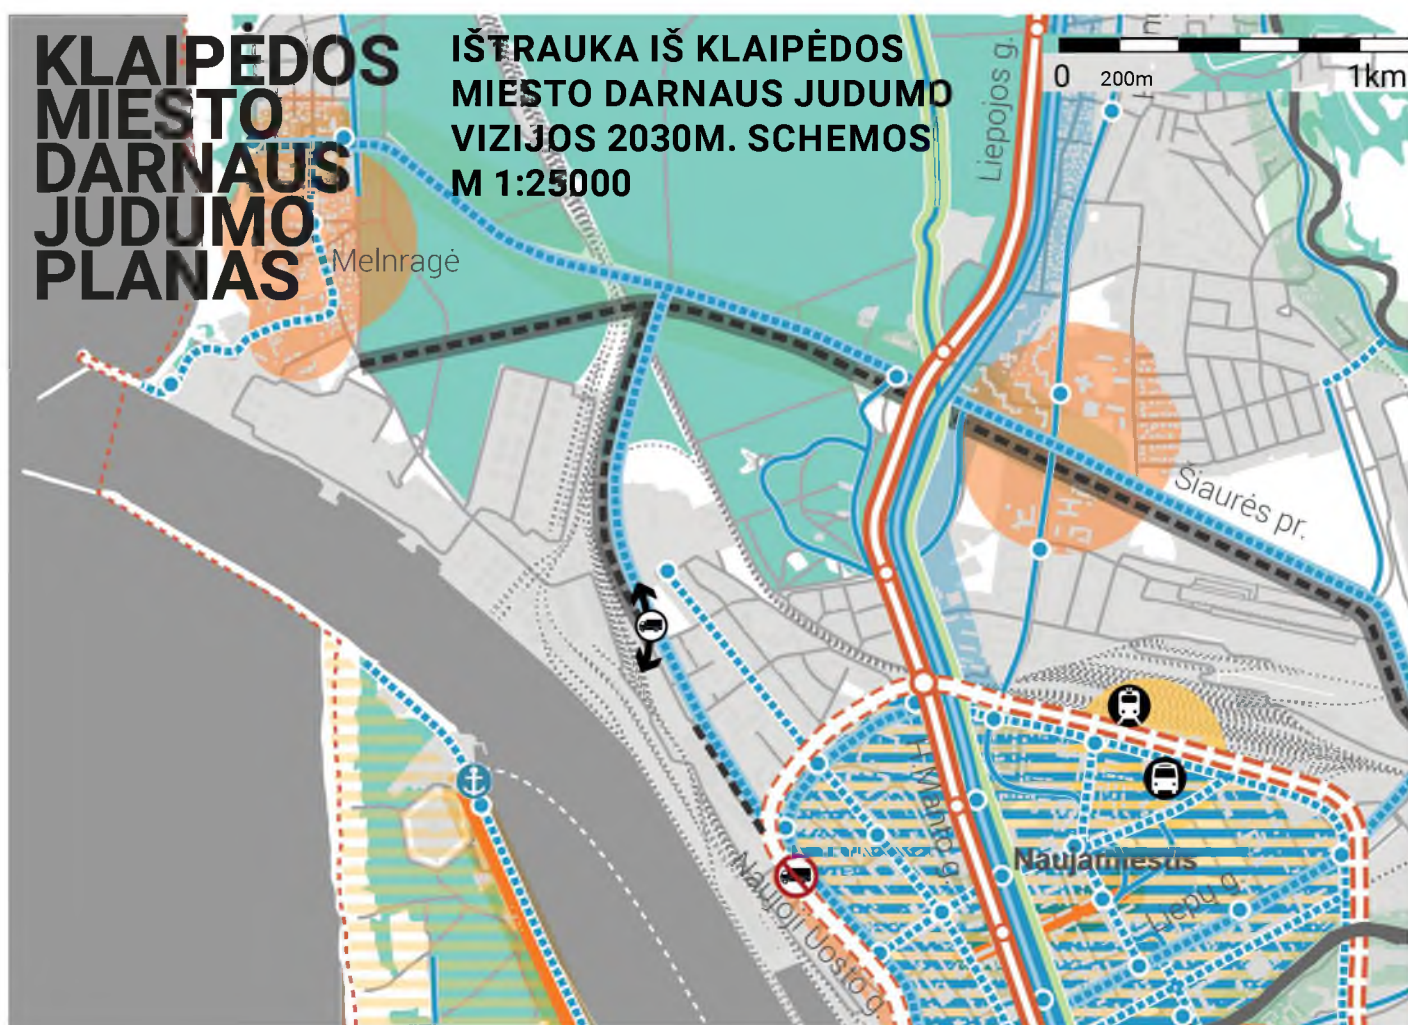 KLAIPĖDOS
MIESTO
DARNAUS
JUDUMO
PLANAS
IŠTRAUKA IŠ KLAIPĖDOS
MIESTO DARNAUS JUDUMO
VIZIJOS 2030M. SCHEMOS
M 1:25000
0 200m 1km
Liepojos g.
Melnragė
Šiaurės pr.
H.Manto g.
Naujamiestis
Liepų g.
Naujoji Uosto g.